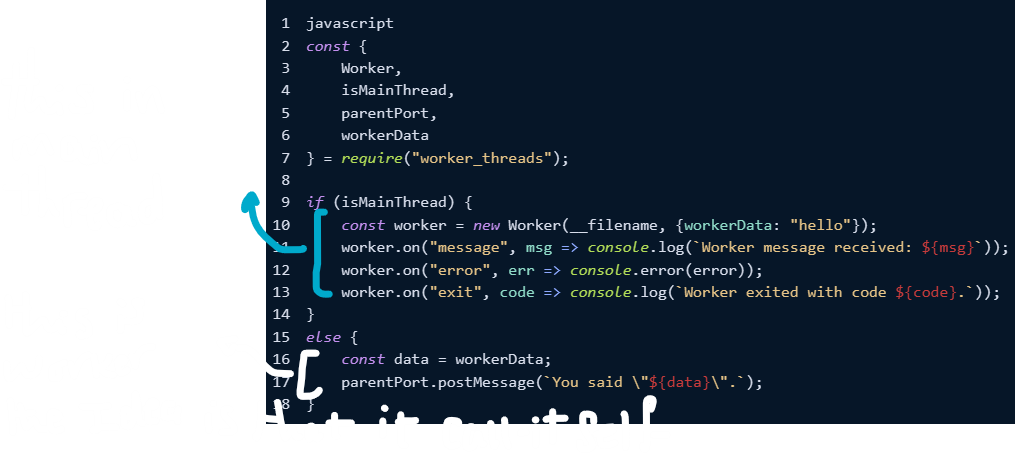 1 javascript
2 const {
3 Worker,
4 isMainThread,
5 parentPort,
6 workerData
7 } = require("worker_threads");
8
9 if (isMainThread) {
10 const worker = new Worker(__filename, {workerData: "hello"});
11 worker.on("message", msg => console.log(`Worker message received: ${msg}`));
12 worker.on("error", err => console.error(error));
13 worker.on("exit", code => console.log(`Worker exited with code ${code}.`));
14 }
15 else {
16 const data = workerData;
17 parentPort.postMessage(`You said \"${data}\".`);
18 }